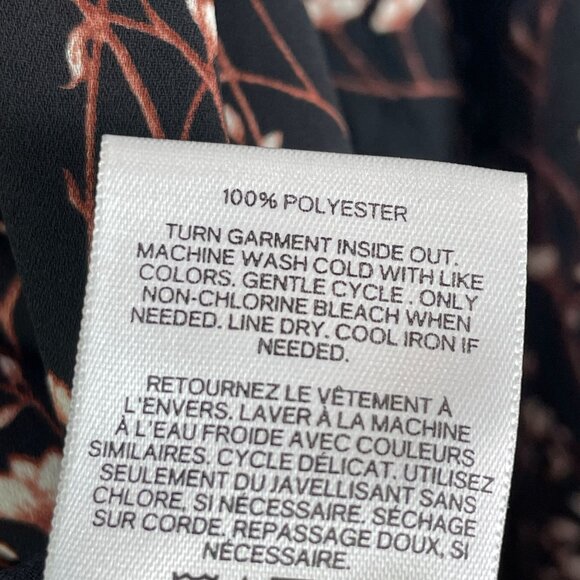 100% POLYESTER
TURN GARMENT INSIDE OUT.
MACHINE WASH COLD WITH LIKE
COLORS. GENTLE CYCLE . ONLY
NON-CHLORINE BLEACH WHEN
NEEDED. LINE DRY. COOL IRON IF
NEEDED.
RETOURNEZ LE VÊTEMENT À
L'ENVERS. LAVER À LA MACHINE
À L'EAU FROIDE AVEC COULEURS
SIMILAIRES. CYCLE DÉLICAT. UTILISEZ
SEULEMENT DU JAVELLISANT SANS
CHLORE, SI NÉCESSAIRE. SÉCHAGE
SUR CORDE, REPASSAGE DOUX, SI
NÉCESSAIRE.